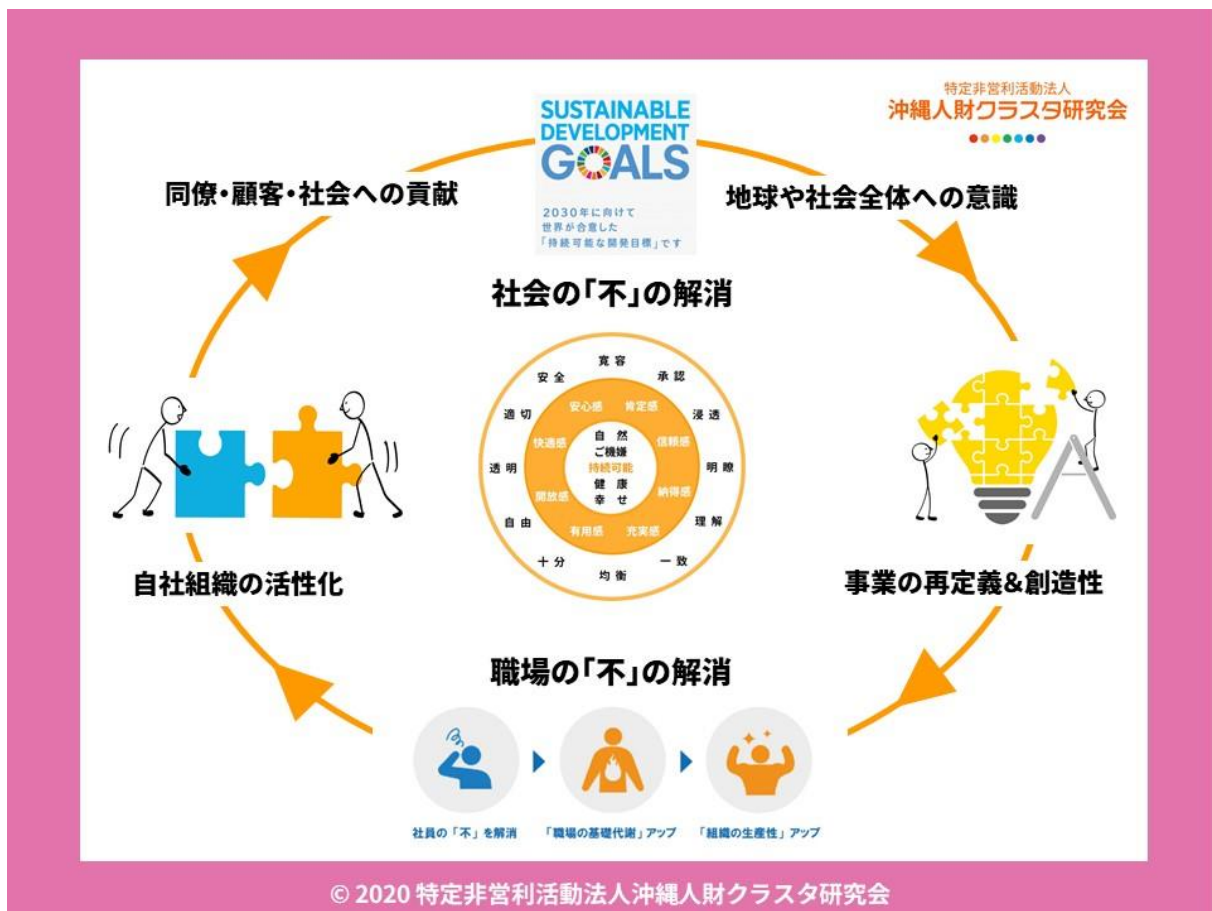 特定非営利活動法人
沖縄人財クラスタ研究会
SUSTAINABLE
DEVELOPMENT
GOALS
2030年に向けて
世界が合意した
「持続可能な開発目標」です
同僚・顧客・社会への貢献
地球や社会全体への意識
社会の「不」の解消
寛容
安全
承認
適切
安心感
肯定感
浸透
快適感
自然
信頼感
ご機嫌
透明
持続可能
明瞭
開放感
健康
納得感
幸せ
自由
有用感
充実感
理解
十分
一致
均衡
自社組織の活性化
事業の再定義&創造性
職場の「不」の解消
社員の「不」を解消
「職場の基礎代謝」アップ
「組織の生産性」アップ
© 2020 特定非営利活動法人沖縄人財クラスタ研究会